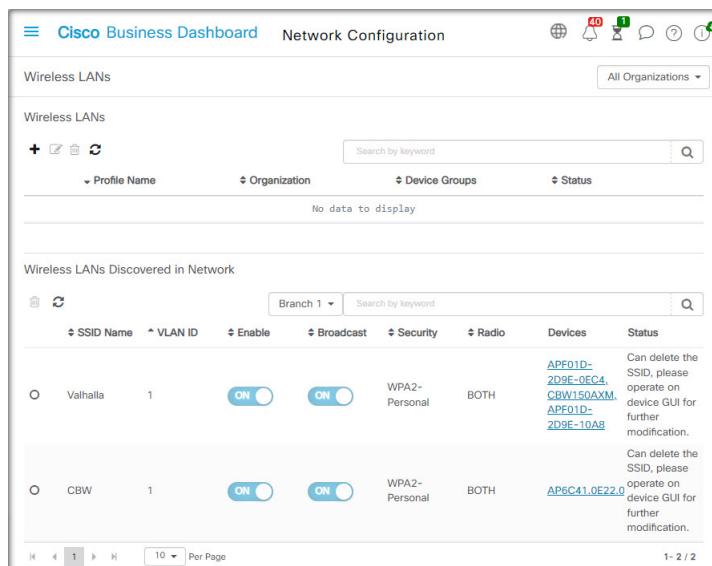 Cisco Business Dashboard Network Configuration 40 1
Wireless LANs All Organizations
Wireless LANs
Search by keyword
Profile Name Organization Device Groups Status
No data to display
Wireless LANs Discovered in Network
Branch 1 Search by keyword
SSID Name VLAN ID Enable Broadcast Security Radio Devices Status
Valhalla 1 ON ON WPA2-
Personal BOTH APF01D-
2D9E-0EC4,
CBW150AXM,
APF01D-
2D9E-10A8
Can delete the
SSID, please
operate on
device GUI for
further
modification.
CBW 1 ON ON WPA2-
Personal BOTH AP6C41.0E22.0
Can delete the
SSID, please
operate on
device GUI for
further
modification.
1 10 Per Page 1- 2 / 2